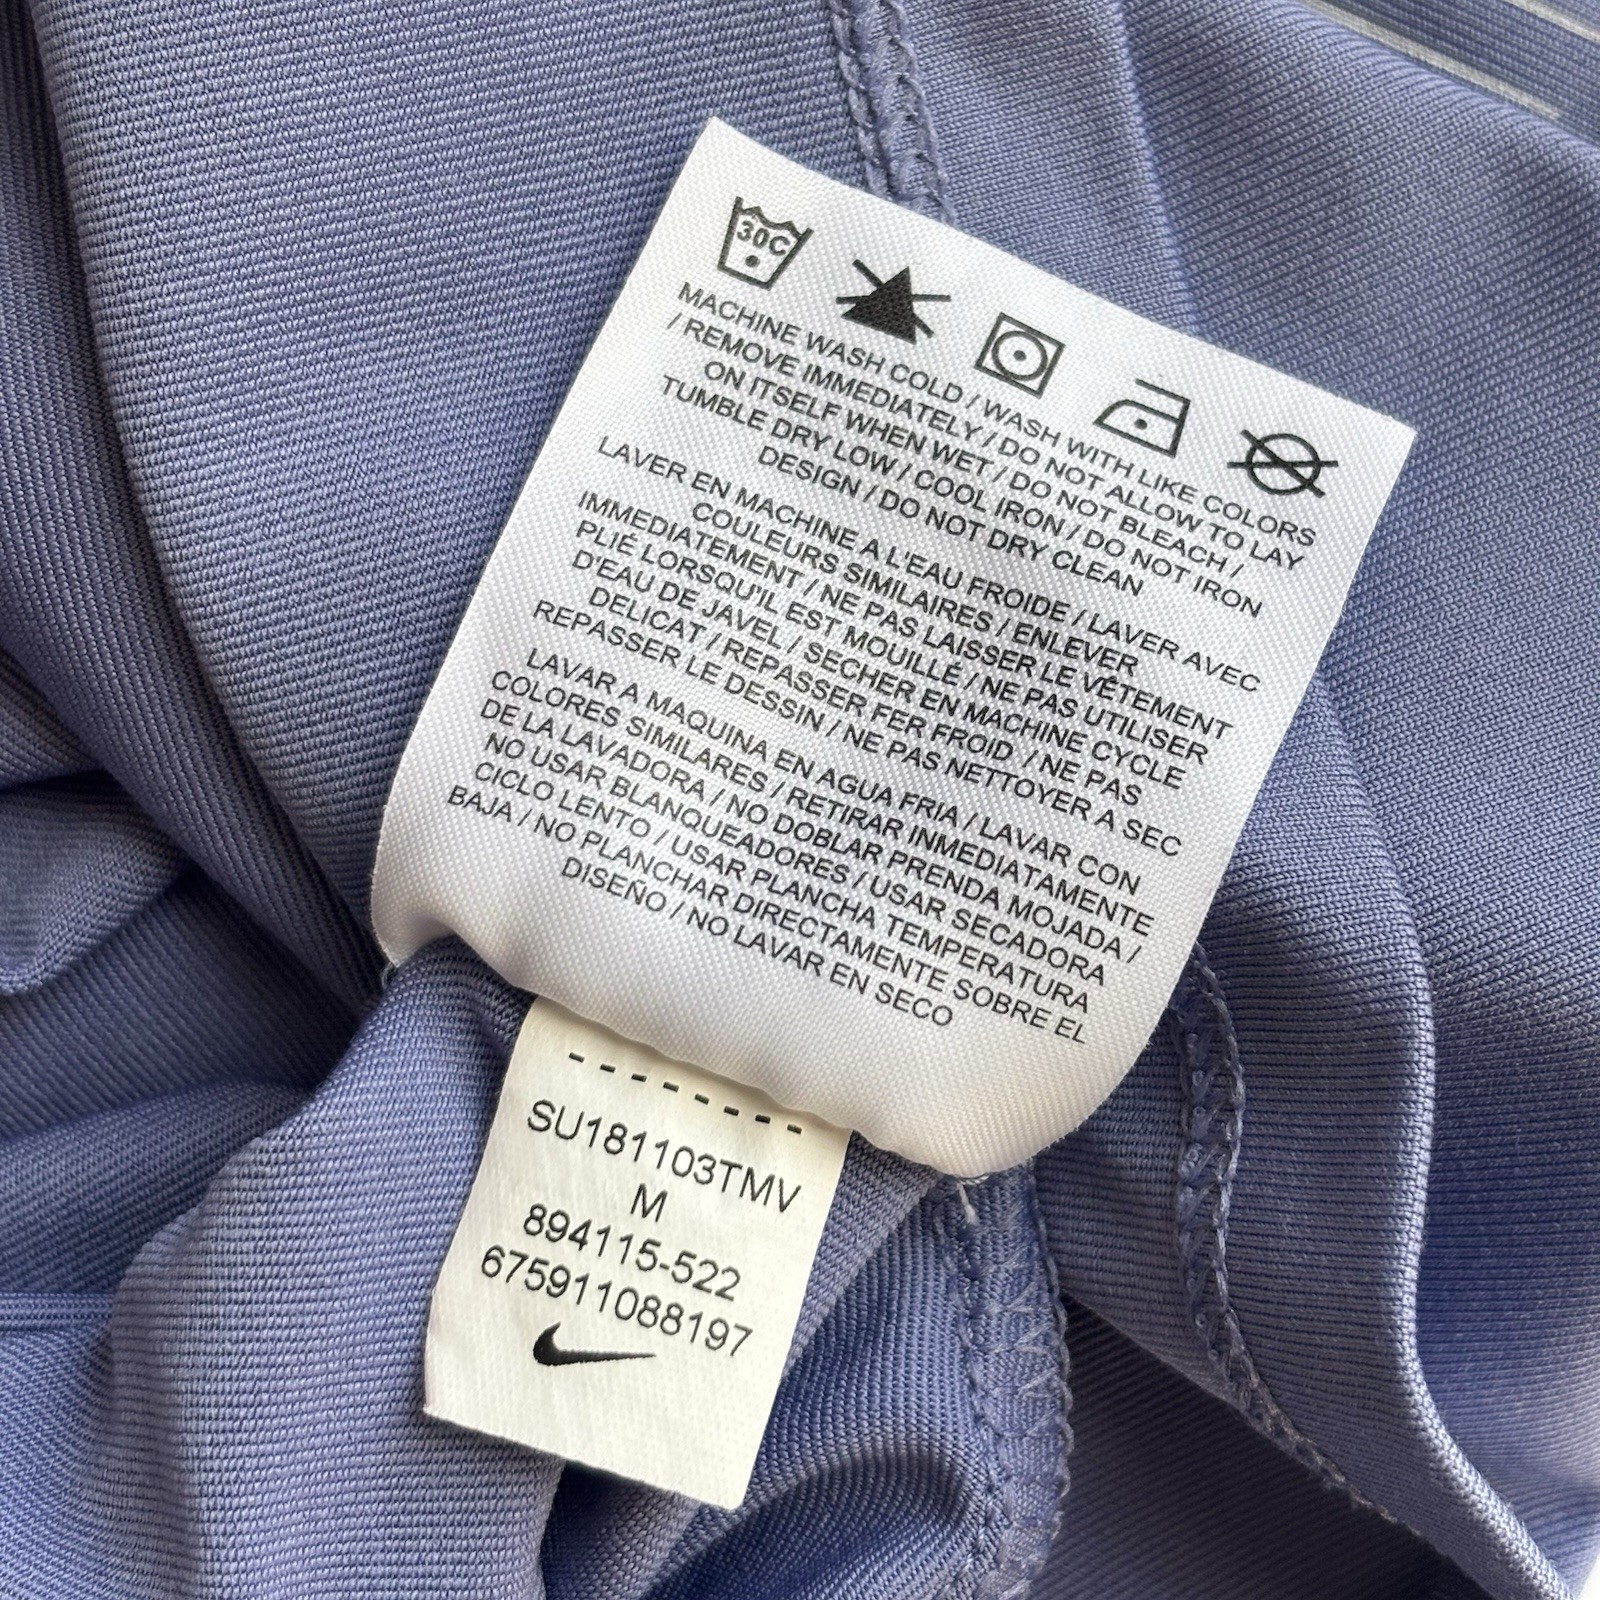 30C
MACHINE WASH COLD / WASH WITH LIKE COLORS
/ REMOVE IMMEDIATELY / DO NOT ALLOW TO LAY
ON ITSELF WHEN WET / DO NOT BLEACH /
TUMBLE DRY LOW / COOL IRON / DO NOT IRON
DESIGN / DO NOT DRY CLEAN
LAVER EN MACHINE A L'EAU FROIDE / LAVER AVEC
COULEURS SIMILAIRES / ENLEVER
IMMEDIATEMENT / NE PAS LAISSER LE VÊTEMENT
PLIÉ LORSQU'IL EST MOUILLÉ / NE PAS UTILISER
D'EAU DE JAVEL / SECHER EN MACHINE CYCLE
DELICAT / REPASSER FER FROID / NE PAS
REPASSER LE DESSIN / NE PAS NETTOYER A SEC
LAVAR A MAQUINA EN AGUA FRIA / LAVAR CON
COLORES SIMILARES / RETIRAR INMEDIATAMENTE
DE LA LAVADORA / NO DOBLAR PRENDA MOJADA /
NO USAR BLANQUEADORES / USAR SECADORA
CICLO LENTO / USAR PLANCHA TEMPERATURA
BAJA / NO PLANCHAR DIRECTAMENTE SOBRE EL
DISEÑO / NO LAVAR EN SECO
SU181103TMV
M
894115-522
675911088197